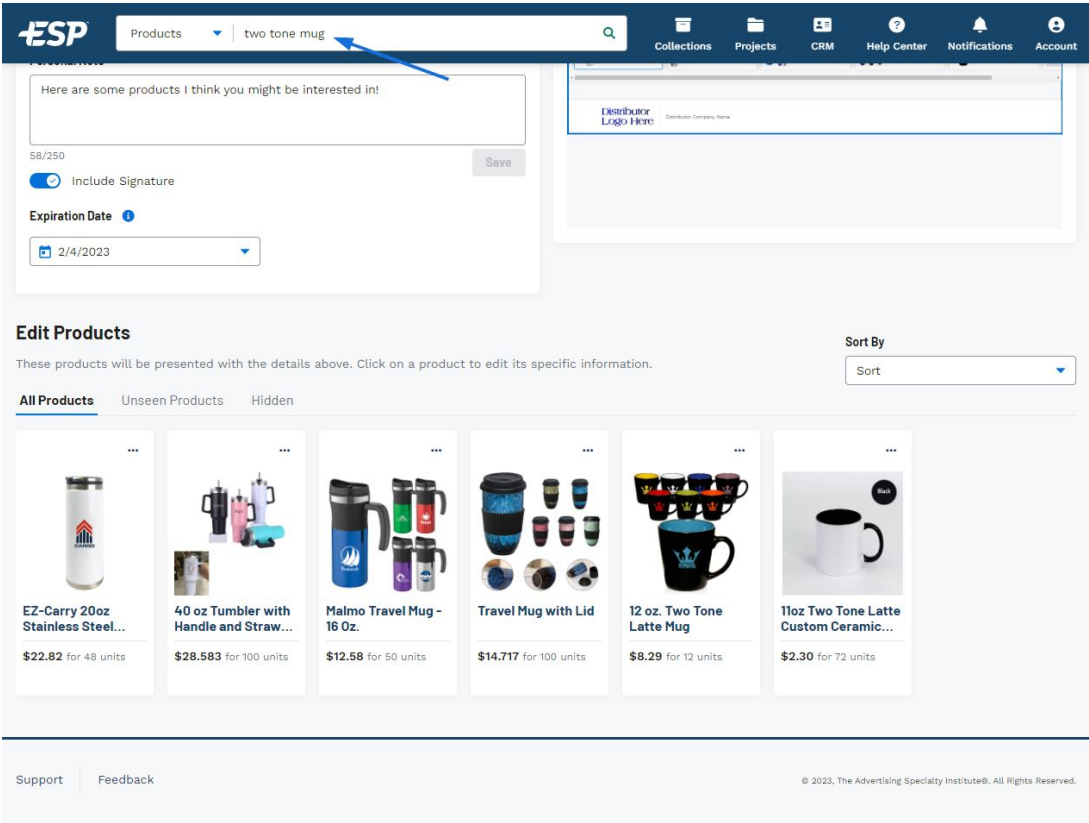 ESP
Products
two tone mug
Collections
Projects
CRM
Help Center
Notifications
Account
Personal Note
Here are some products I think you might be interested in!
58/250
Save
Include Signature
Expiration Date
2/4/2023
Distributor
Logo Here
Distributor Company Name
Edit Products
These products will be presented with the details above. Click on a product to edit its specific information.
Sort By
Sort
All Products
Unseen Products
Hidden
CARGO
Black
EZ-Carry 20oz
Stainless Steel...
$22.82 for 48 units
40 oz Tumbler with
Handle and Straw...
$28.583 for 100 units
Malmo Travel Mug -
16 Oz.
$12.58 for 50 units
Travel Mug with Lid
$14.717 for 100 units
12 oz. Two Tone
Latte Mug
$8.29 for 12 units
11oz Two Tone Latte
Custom Ceramic...
$2.30 for 72 units
Support
Feedback
© 2023, The Advertising Specialty Institute®. All Rights Reserved.